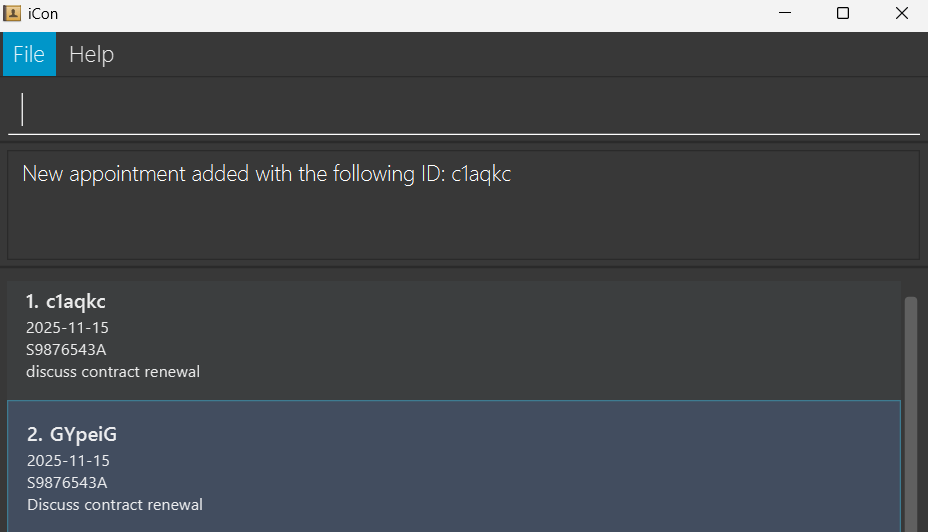 iCon
File Help
New appointment added with the following ID: c1aqkc
1. c1aqkc
2025-11-15
S9876543A
discuss contract renewal
2. GYpeiG
2025-11-15
S9876543A
Discuss contract renewal